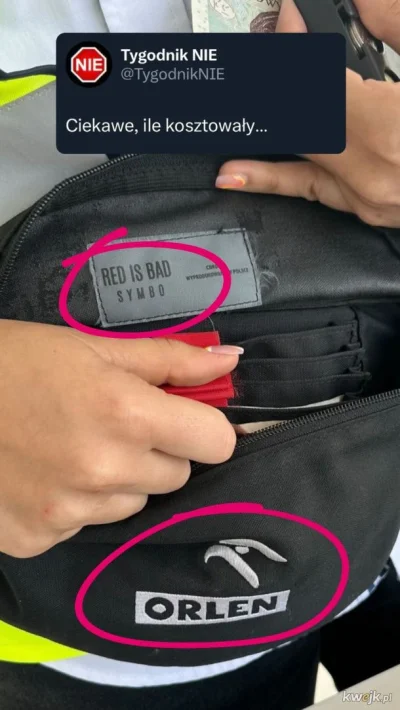 NIE
Tygodnik NIE
@TygodnikNIE
Ciekawe, ile kosztowały...
RED IS BAD
SYMBO
ORLEN
kwejk.pl